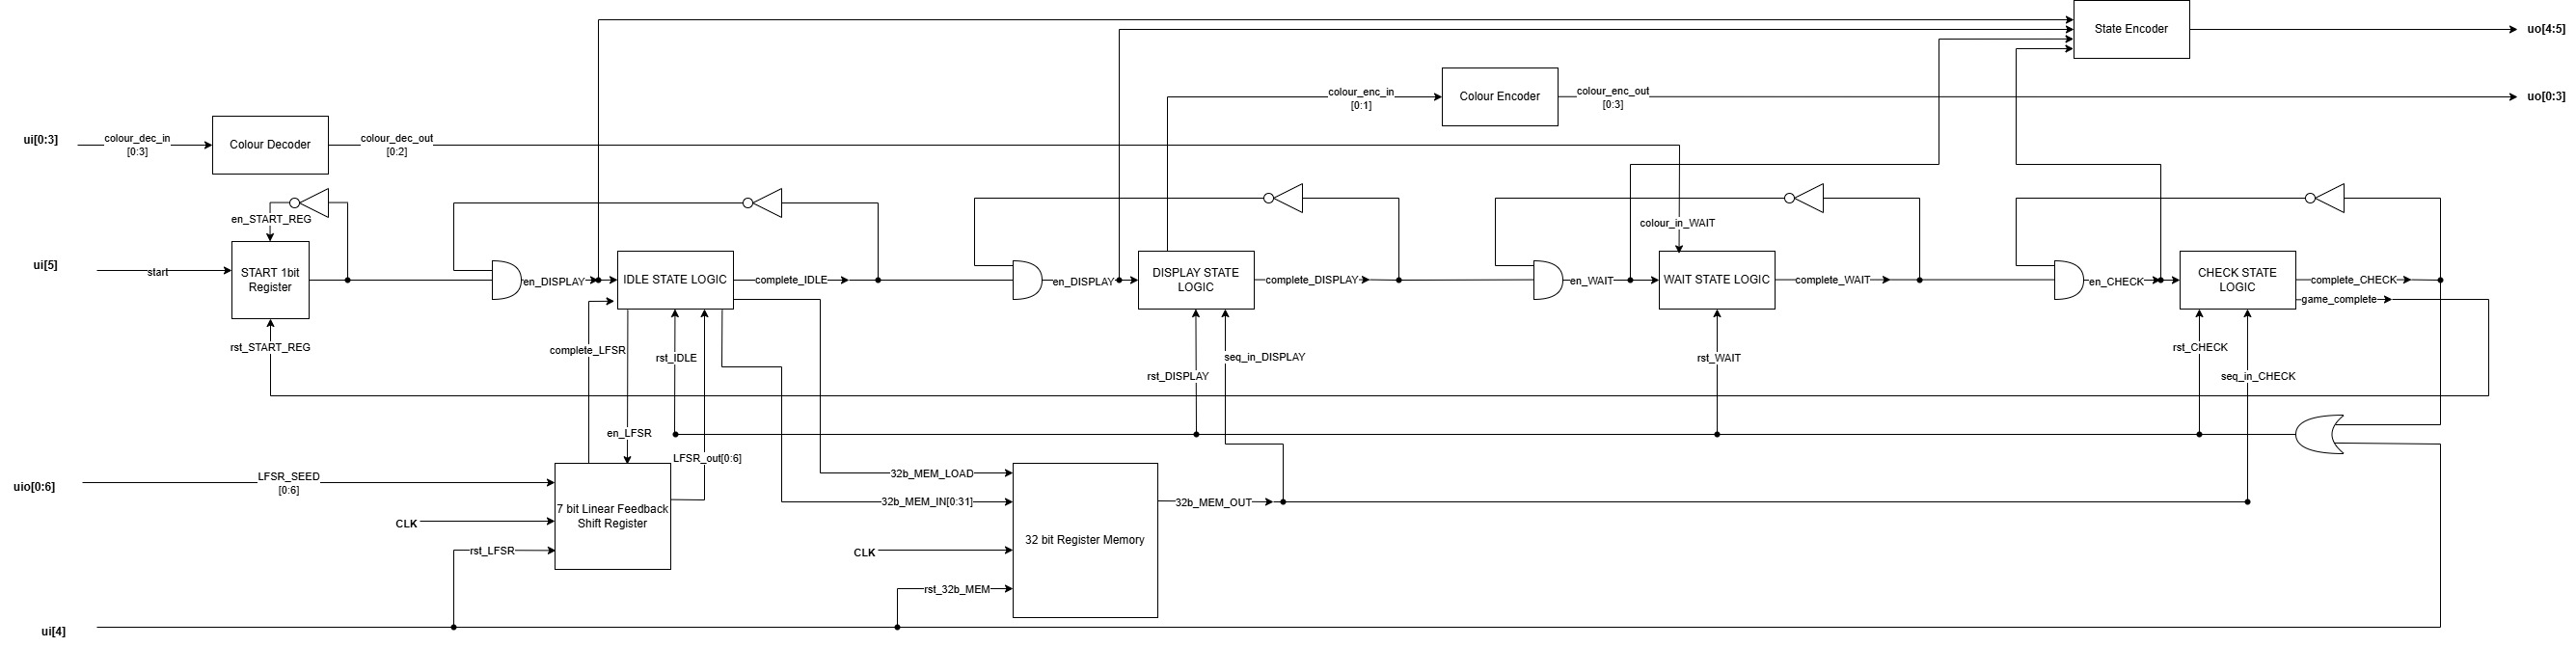 State Encoder
uo[4:5]
colour_enc_in
[0:1]
Colour Encoder
colour_enc_out
[0:3]
uo[0:3]
ui[0:3]
colour_dec_in
[0:3]
Colour Decoder
colour_dec_out
[0:2]
en_START_REG
colour_in_WAIT
ui[5]
start
START 1bit
Register
en_DISPLAY
IDLE STATE LOGIC
complete_IDLE
en_DISPLAY
DISPLAY STATE
LOGIC
complete_DISPLAY
en_WAIT
WAIT STATE LOGIC
complete_WAIT
en_CHECK
CHECK STATE
LOGIC
complete_CHECK
game_complete
rst_START_REG
complete_LFSR
rst_IDLE
seq_in_DISPLAY
rst_DISPLAY
rst_WAIT
rst_CHECK
seq_in_CHECK
en_LFSR
LFSR_out[0:6]
uio[0:6]
LFSR_SEED
[0:6]
7 bit Linear Feedback
Shift Register
CLK
rst_LFSR
32b_MEM_LOAD
32b_MEM_IN[0:31]
CLK
rst_32b_MEM
32 bit Register Memory
32b_MEM_OUT
ui[4]